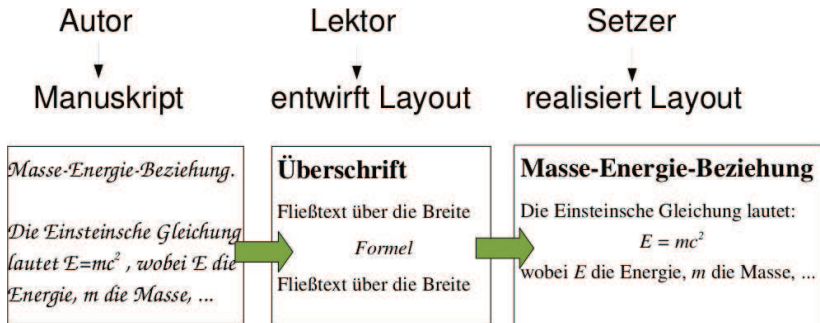 Autor
Manuskript
Lektor
entwirft Layout
Setzer
realisiert Layout
Masse-Energie-Beziehung.
Die Einsteinsche Gleichung
lautet E=mc² , wobei E die
Energie, m die Masse, ...
Überschrift
Fließtext über die Breite
Formel
Fließtext über die Breite
Masse-Energie-Beziehung
Die Einsteinsche Gleichung lautet:
E = mc²
wobei E die Energie, m die Masse, ...